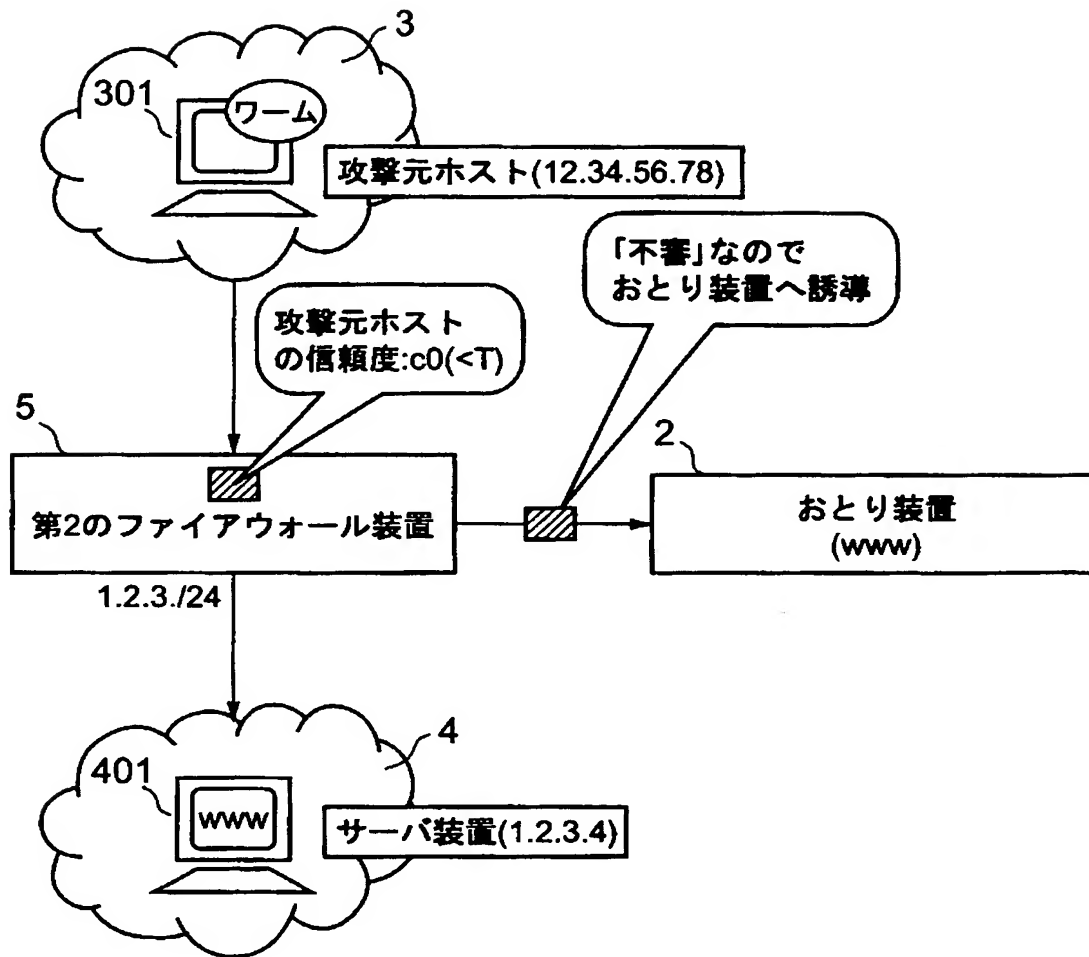 3
301
ワーム
攻撃元ホスト(12.34.56.78)
「不審」なので
おとり装置へ誘導
攻撃元ホスト
の信頼度:c0(<T)
5
第2のファイアウォール装置
2
おとり装置
(www)
1.2.3./24
4
401
www
サーバ装置(1.2.3.4)